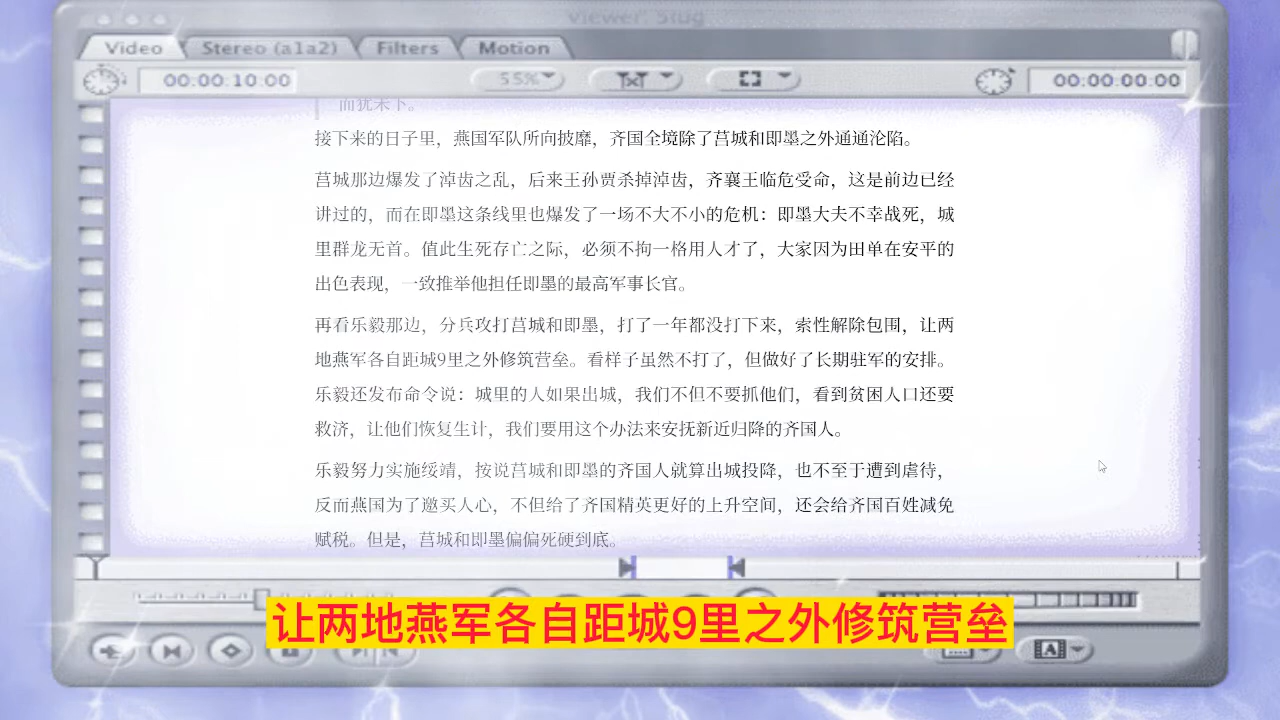 Viewer: Slug
Video
Stereo (a1a2)
Filters
Motion
00:00:10:00
55%
00:00:00:00
而犹未下。
接下来的日子里，燕国军队所向披靡，齐国全境除了莒城和即墨之外通通沦陷。
莒城那边爆发了淖齿之乱，后来王孙贾杀掉淖齿，齐襄王临危受命，这是前边已经
讲过的，而在即墨这条线里也爆发了一场不大不小的危机：即墨大夫不幸战死，城
里群龙无首。值此生死存亡之际，必须不拘一格用人才了，大家因为田单在安平的
出色表现，一致推举他担任即墨的最高军事长官。
再看乐毅那边，分兵攻打莒城和即墨，打了一年都没打下来，索性解除包围，让两
地燕军各自距城9里之外修筑营垒。看样子虽然不打了，但做好了长期驻军的安排。
乐毅还发布命令说：城里的人如果出城，我们不但不要抓他们，看到贫困人口还要
救济，让他们恢复生计，我们要用这个办法来安抚新近归降的齐国人。
乐毅努力实施绥靖，按说莒城和即墨的齐国人就算出城投降，也不至于遭到虐待，
反而燕国为了邀买人心，不但给了齐国精英更好的上升空间，还会给齐国百姓减免
赋税。但是，莒城和即墨偏偏死硬到底。
让两地燕军各自距城9里之外修筑营垒
A